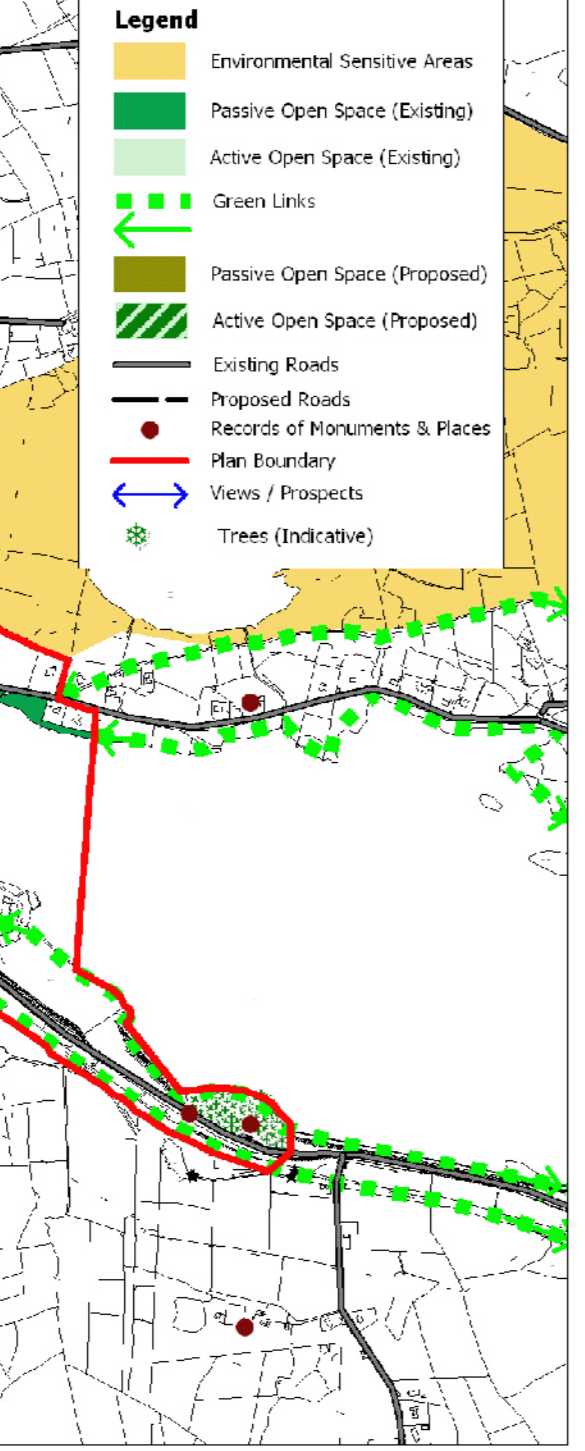 Legend
Environmental Sensitive Areas
Passive Open Space (Existing)
Active Open Space (Existing)
Green Links
Passive Open Space (Proposed)
Active Open Space (Proposed)
Existing Roads
Proposed Roads
Records of Monuments & Places
Plan Boundary
Views / Prospects
Trees (Indicative)